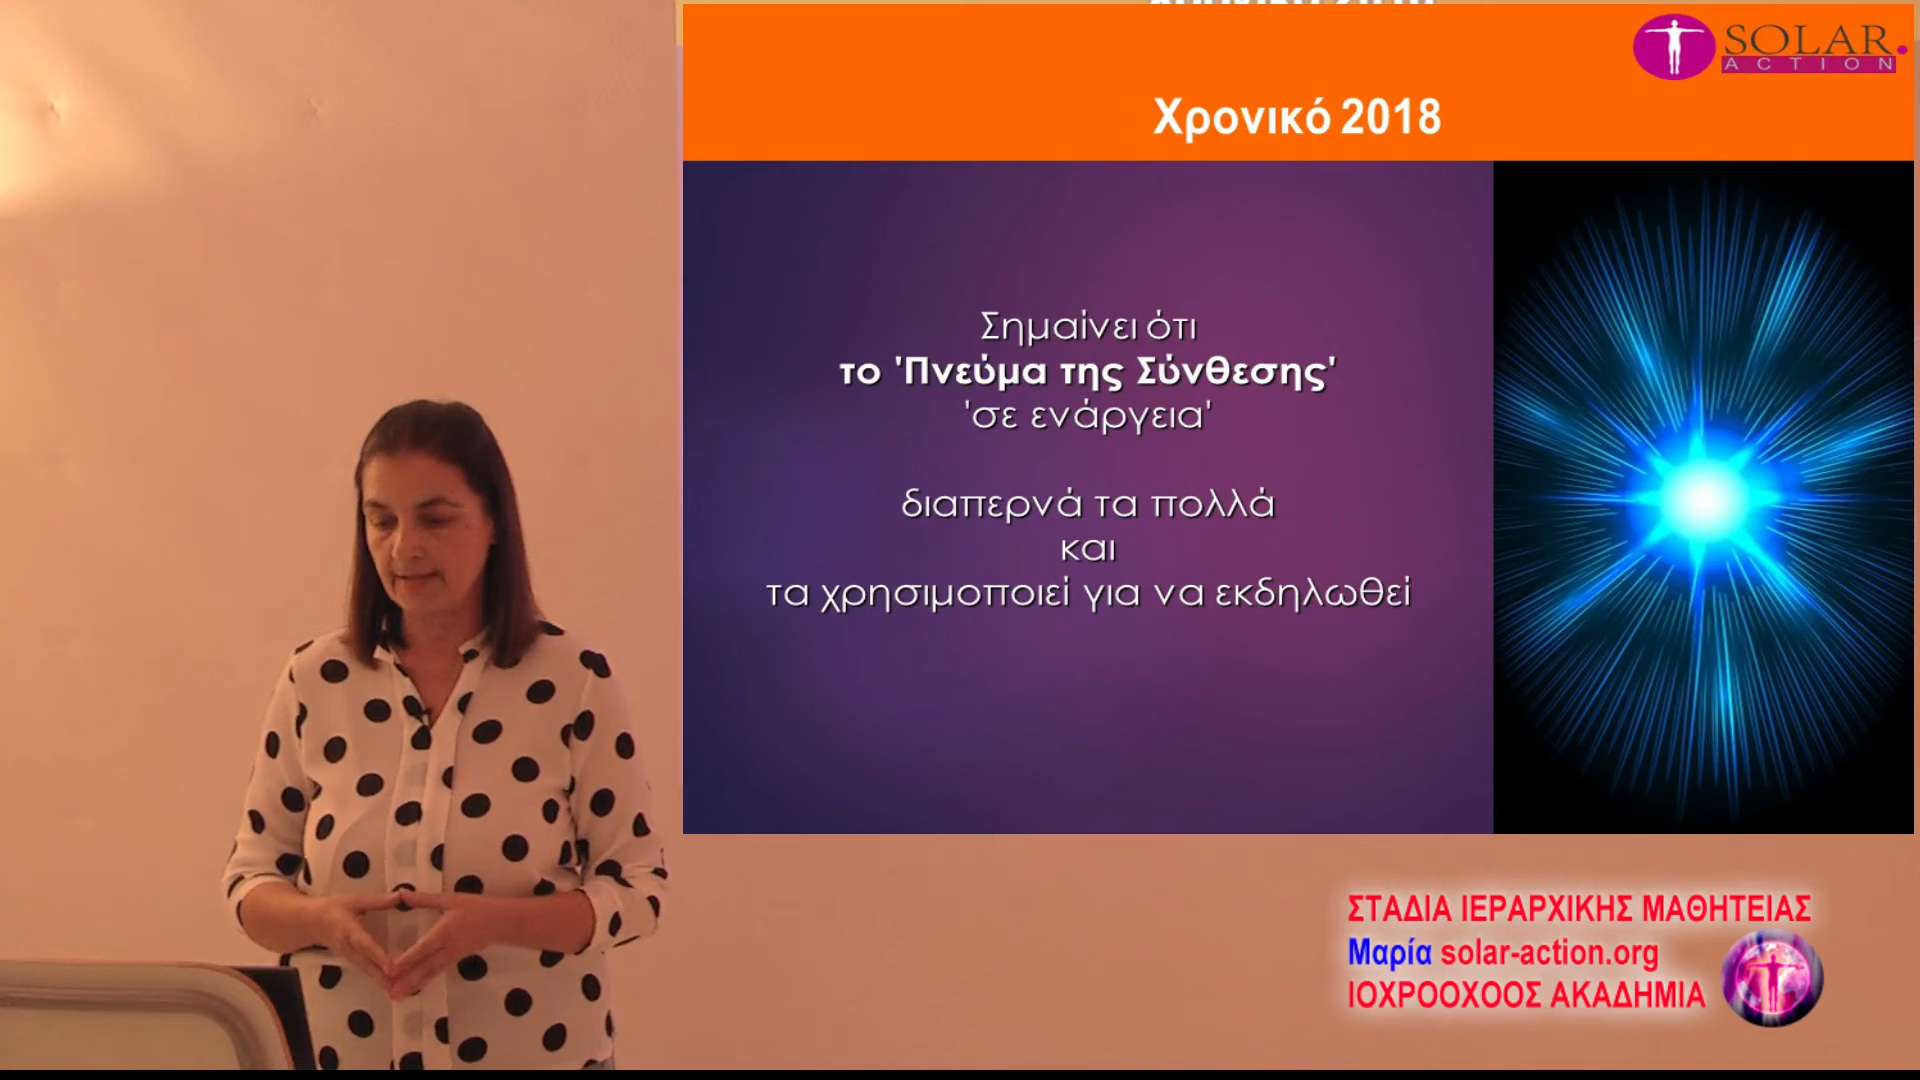 SOLAR
ACTION
Χρονικό 2018
Σημαίνει ότι
το 'Πνεύμα της Σύνθεσης'
'σε ενάργεια'
διαπερνά τα πολλά
και
τα χρησιμοποιεί για να εκδηλωθεί
ΣΤΑΔΙΑ ΙΕΡΑΡΧΙΚΗΣ ΜΑΘΗΤΕΙΑΣ
Μαρία solar-action.org
ΙΟΧΡΟΟΧΟΟΣ ΑΚΑΔΗΜΙΑ